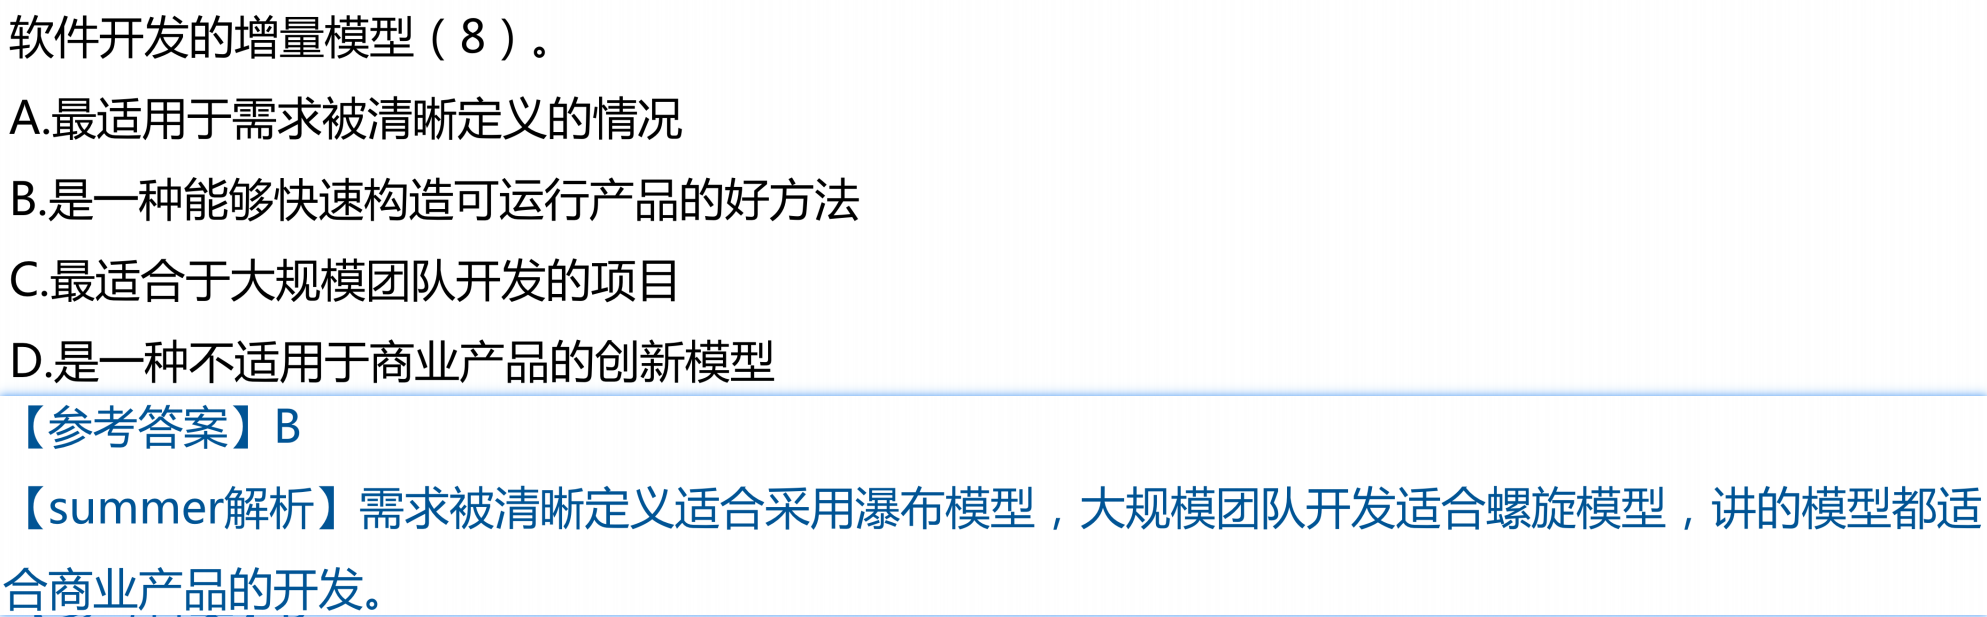 软件开发的增量模型（8）。
A.最适用于需求被清晰定义的情况
B.是一种能够快速构造可运行产品的好方法
C.最适合于大规模团队开发的项目
D.是一种不适用于商业产品的创新模型
【参考答案】B
【summer解析】需求被清晰定义适合采用瀑布模型，大规模团队开发适合螺旋模型，讲的模型都适
合商业产品的开发。